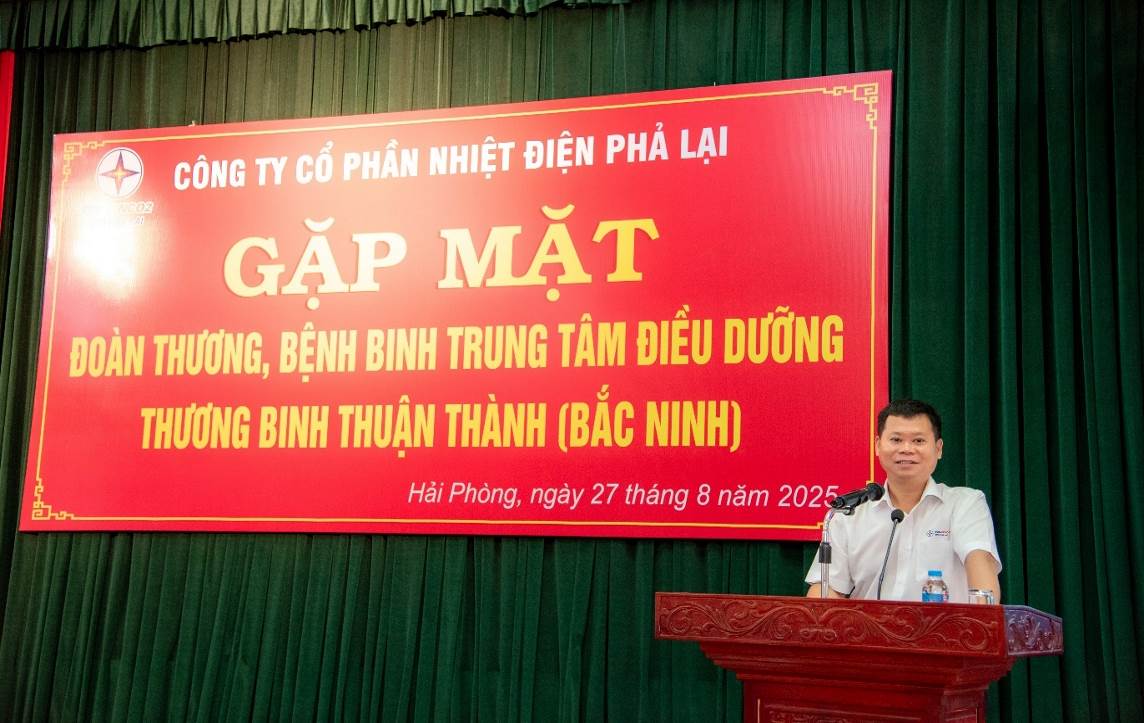 CÔNG TY CỔ PHẦN NHIỆT ĐIỆN PHẢ LẠI
GẶP MẶT
ĐOÀN THƯƠNG, BỆNH BINH TRUNG TÂM ĐIỀU DƯỠNG
THƯƠNG BINH THUẬN THÀNH (BẮC NINH)
Hải Phòng, ngày 27 tháng 8 năm 2025